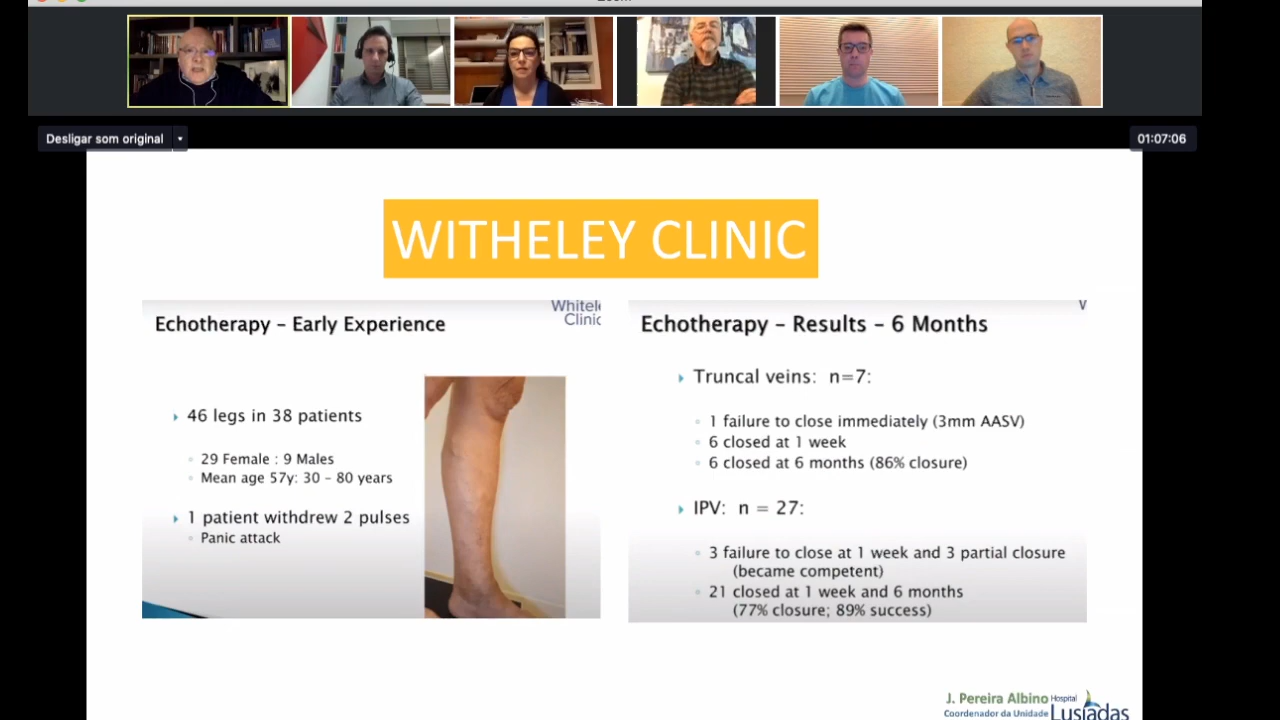 Desligar som original
01:07:06
WITHELEY CLINIC
Clinic
Echotherapy – Early Experience
46 legs in 38 patients
29 Female : 9 Males
Mean age 57y: 30 – 80 years
1 patient withdrew 2 pulses
Panic attack
Echotherapy – Results – 6 Months
Truncal veins: n=7:
1 failure to close immediately (3mm AASV)
6 closed at 1 week
6 closed at 6 months (86% closure)
IPV: n = 27:
3 failure to close at 1 week and 3 partial closure
(became competent)
21 closed at 1 week and 6 months
(77% closure; 89% success)
J. Pereira Albino
Coordenador da Unidade
Hospital
Lusíadas